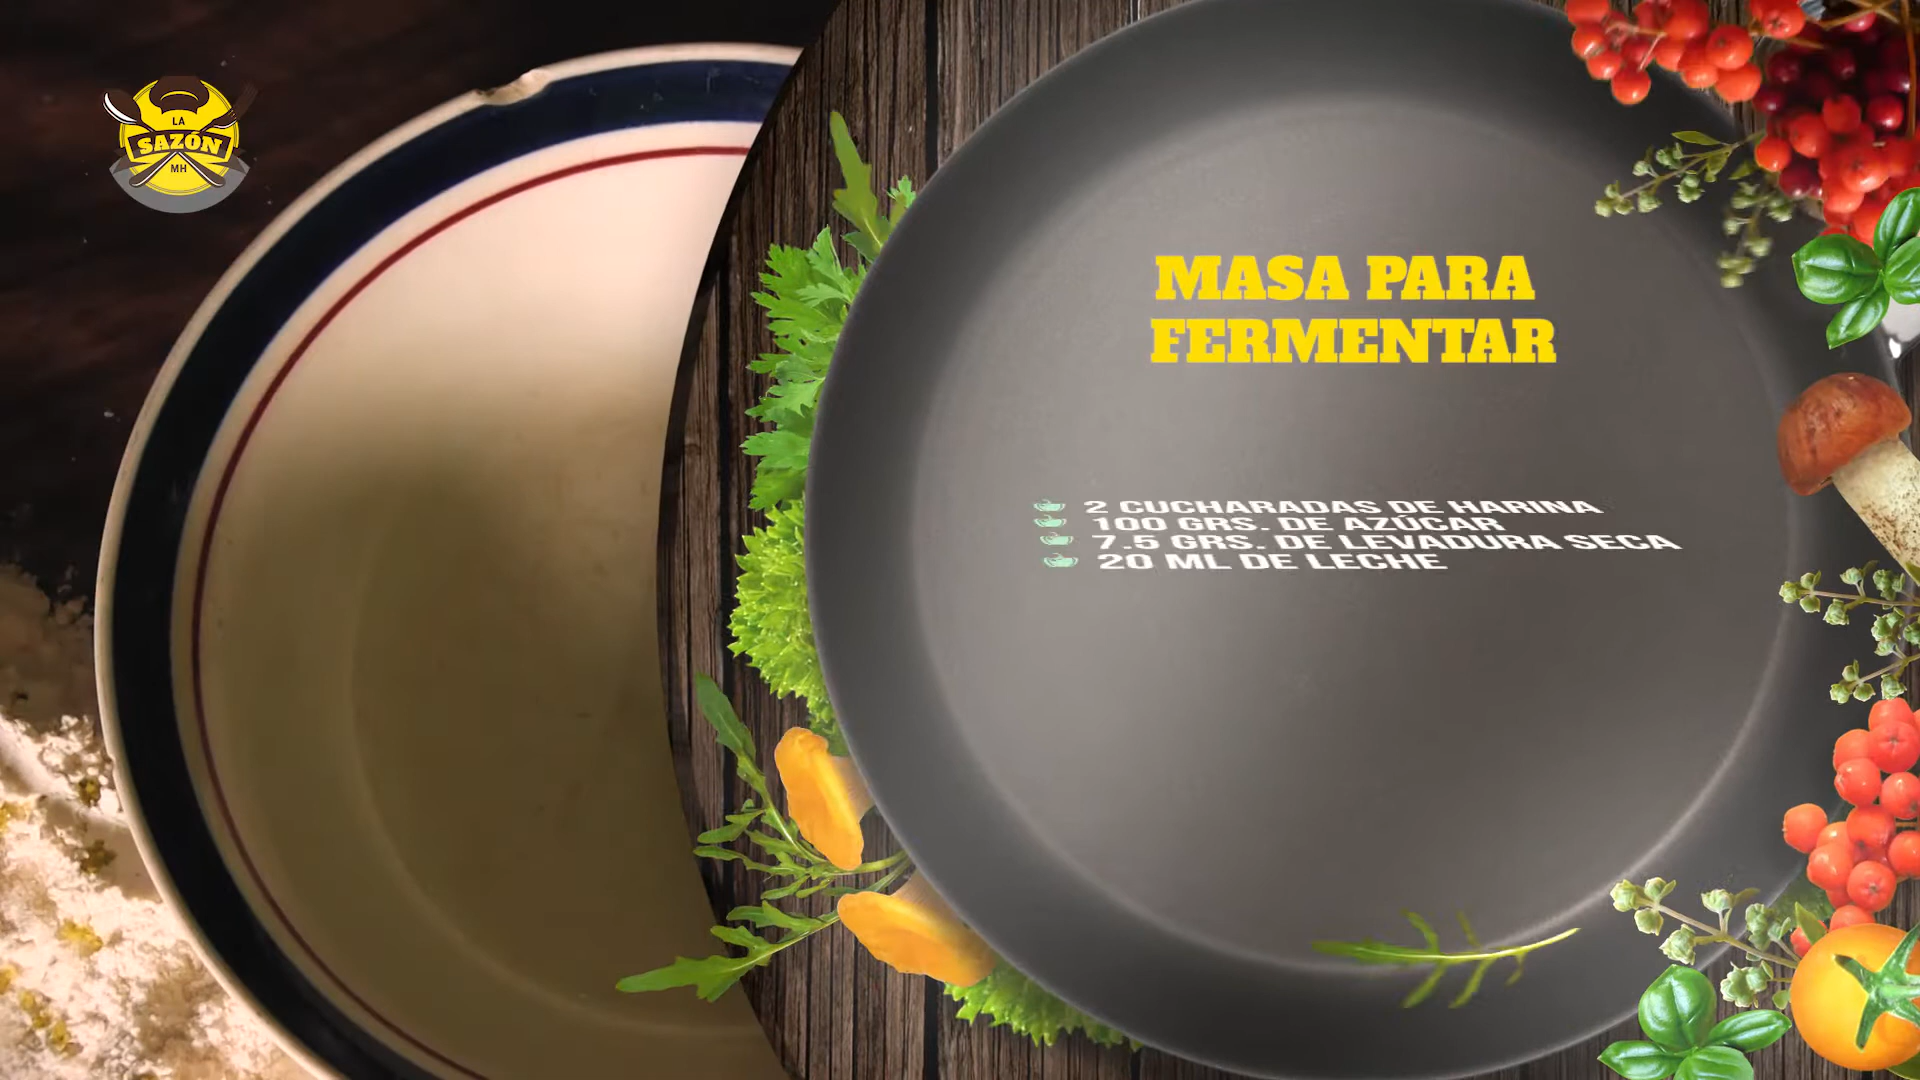 LA
SAZÓN
MH
MASA PARA
FERMENTAR
2 CUCHARADAS DE HARINA
100 GRS. DE AZÚCAR
7.5 GRS. DE LEVADURA SECA
20 ML DE LECHE